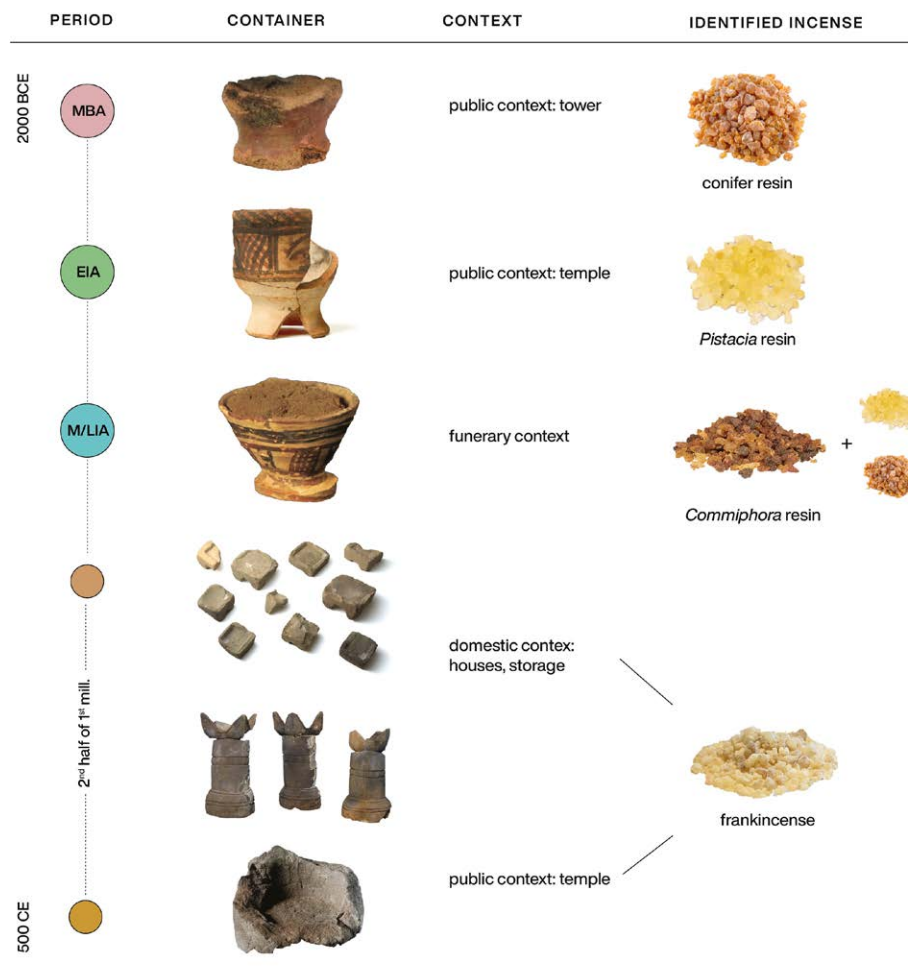 PERIOD
CONTAINER
CONTEXT
IDENTIFIED INCENSE
2000 BCE
MBA
public context: tower
conifer resin
EIA
public context: temple
Pistacia resin
M/LIA
funerary context
+
Commiphora resin
domestic contex:
houses, storage
2nd half of 1st mill.
frankincense
public context: temple
500 CE